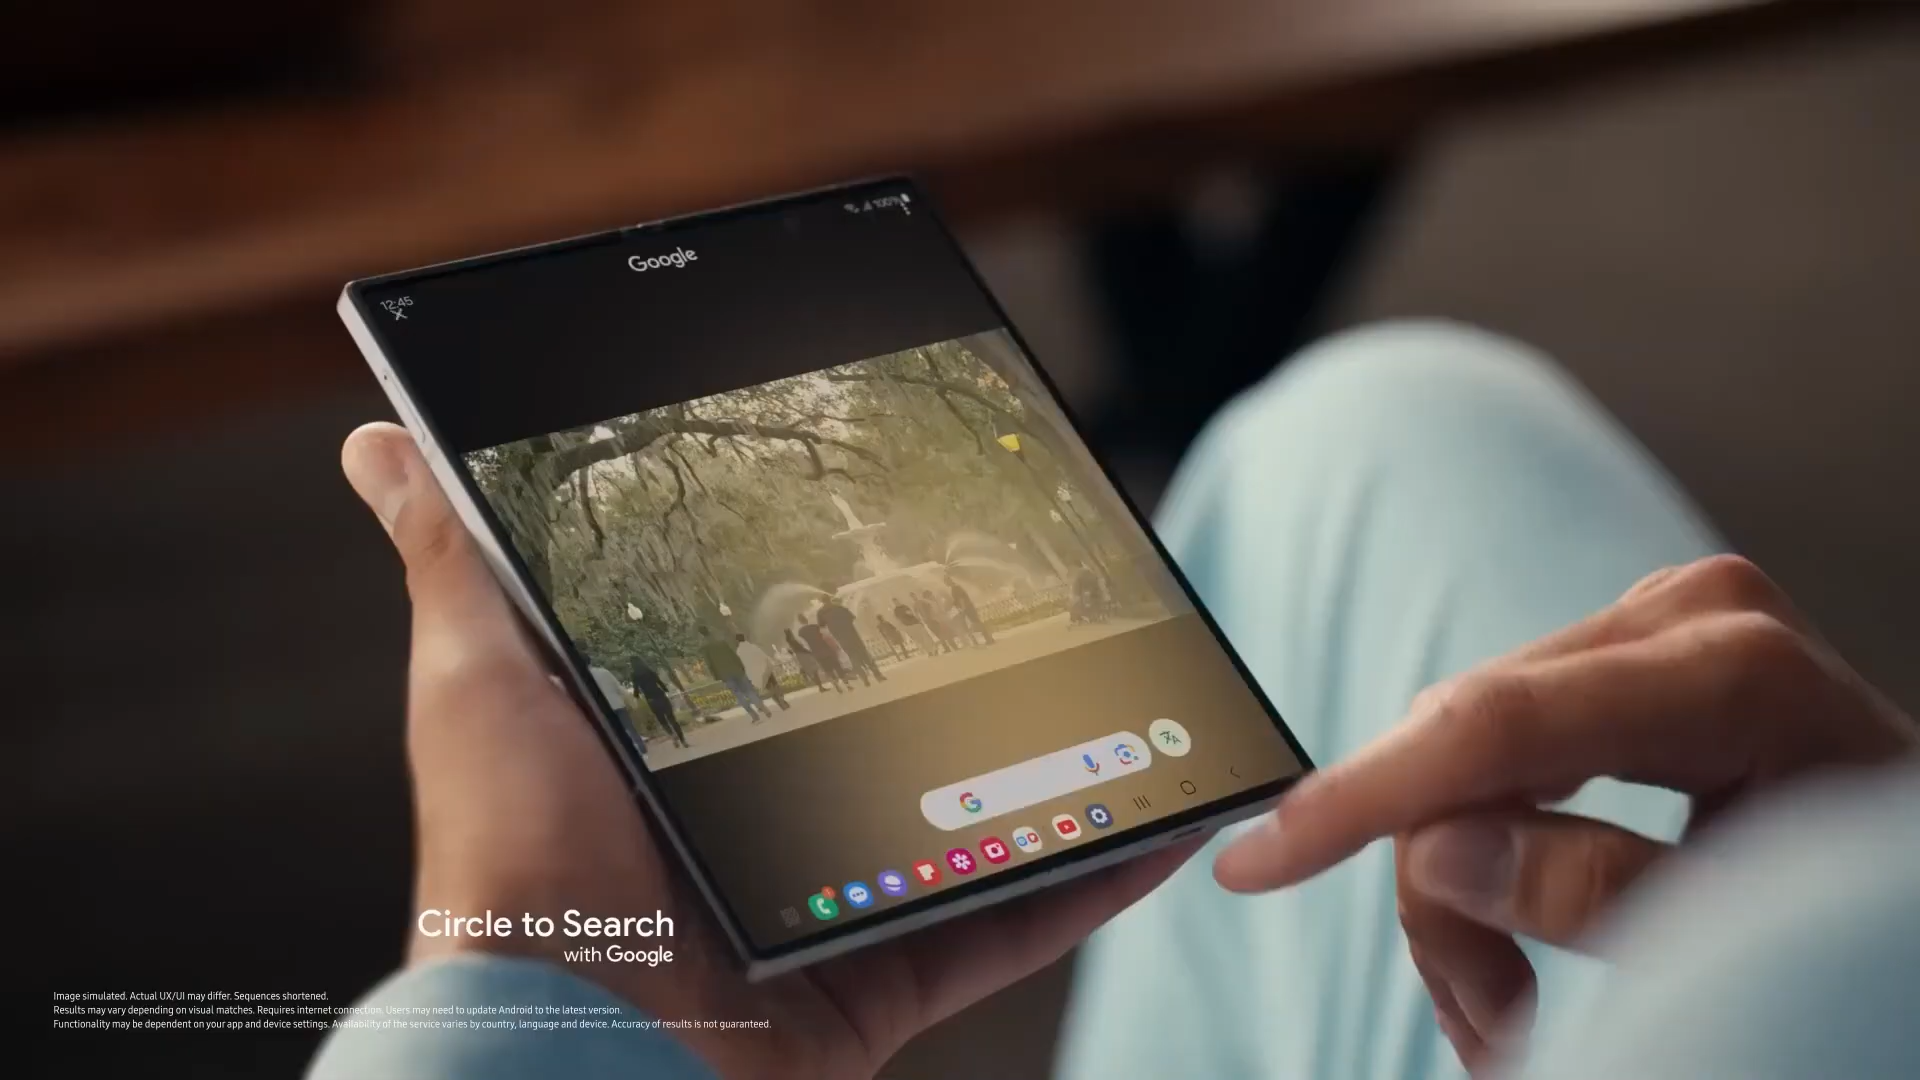 100%
Google
12:45
Circle to Search
with Google
Image simulated. Actual UX/UI may differ. Sequences shortened.
Results may vary depending on visual matches. Requires internet connection. Users may need to update Android to the latest version.
Functionality may be dependent on your app and device settings. Availability of the service varies by country, language and device. Accuracy of results is not guaranteed.